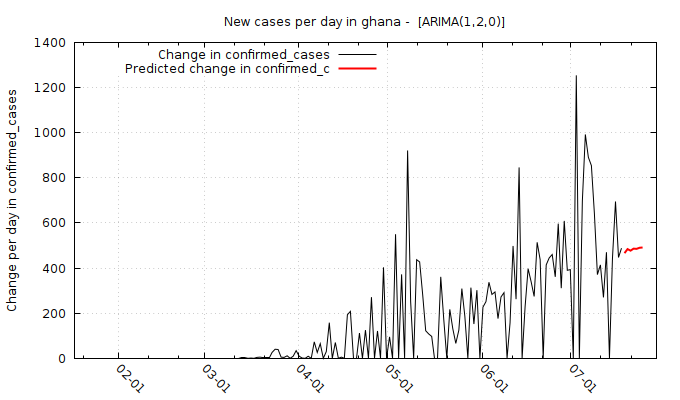 New cases per day in ghana -  [ARIMA(1,2,0)]
Change in confirmed_cases
Predicted change in confirmed_c
Change per day in confirmed_cases
1400
1200
1000
800
600
400
200
0
02-01 03-01 04-01 05-01 06-01 07-01